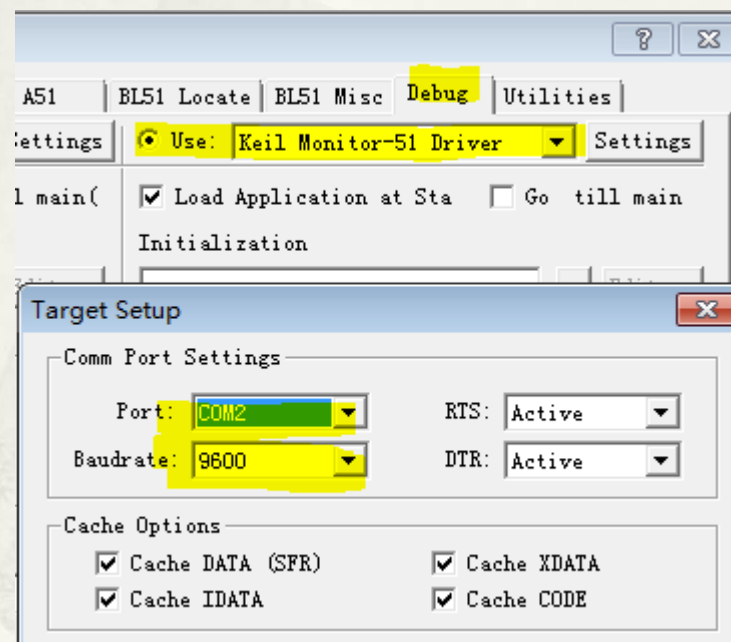 A51 BL51 Locate BL51 Misc Debug Utilities
Settings Use: Keil Monitor-51 Driver Settings
l main( Load Application at Sta Go till main
Initialization
Target Setup
Comm Port Settings
Port: COM2 RTS: Active
Baudrate: 9600 DTR: Active
Cache Options
Cache DATA (SFR) Cache XDATA
Cache IDATA Cache CODE